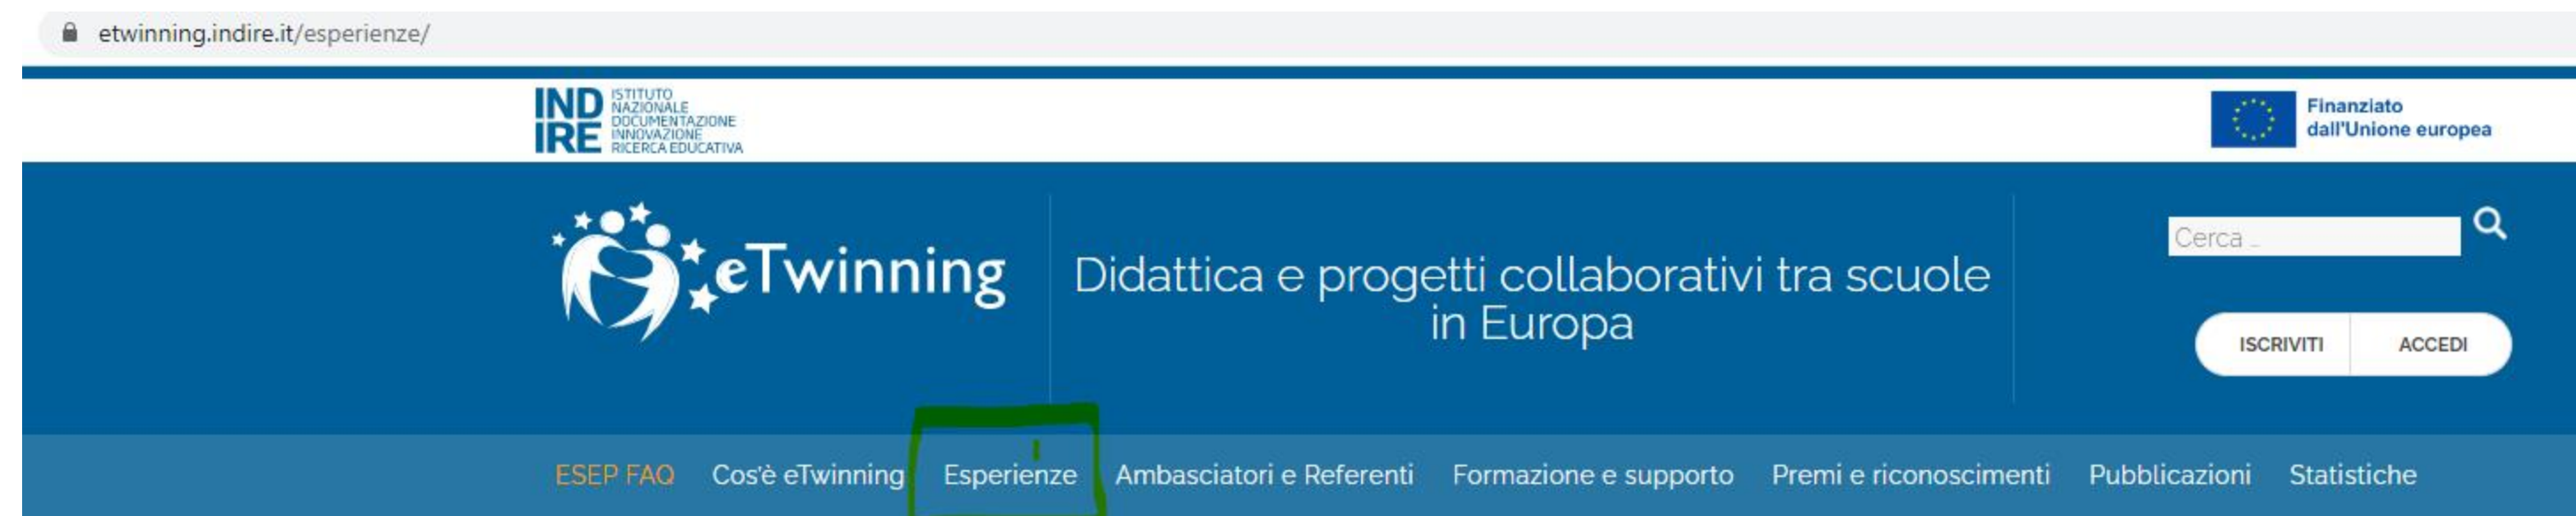 etwinning.indire.it/esperienze/
IND
IRE
ISTITUTO
NAZIONALE
DOCUMENTAZIONE
INNOVAZIONE
RICERCA EDUCATIVA
Finanziato
dall'Unione europea
eTwinning
Didattica e progetti collaborativi tra scuole
in Europa
Cerca ...
ISCRIVITI ACCEDI
ESEP FAQ Cos'è eTwinning Esperienze Ambasciatori e Referenti Formazione e supporto Premi e riconoscimenti Pubblicazioni Statistiche